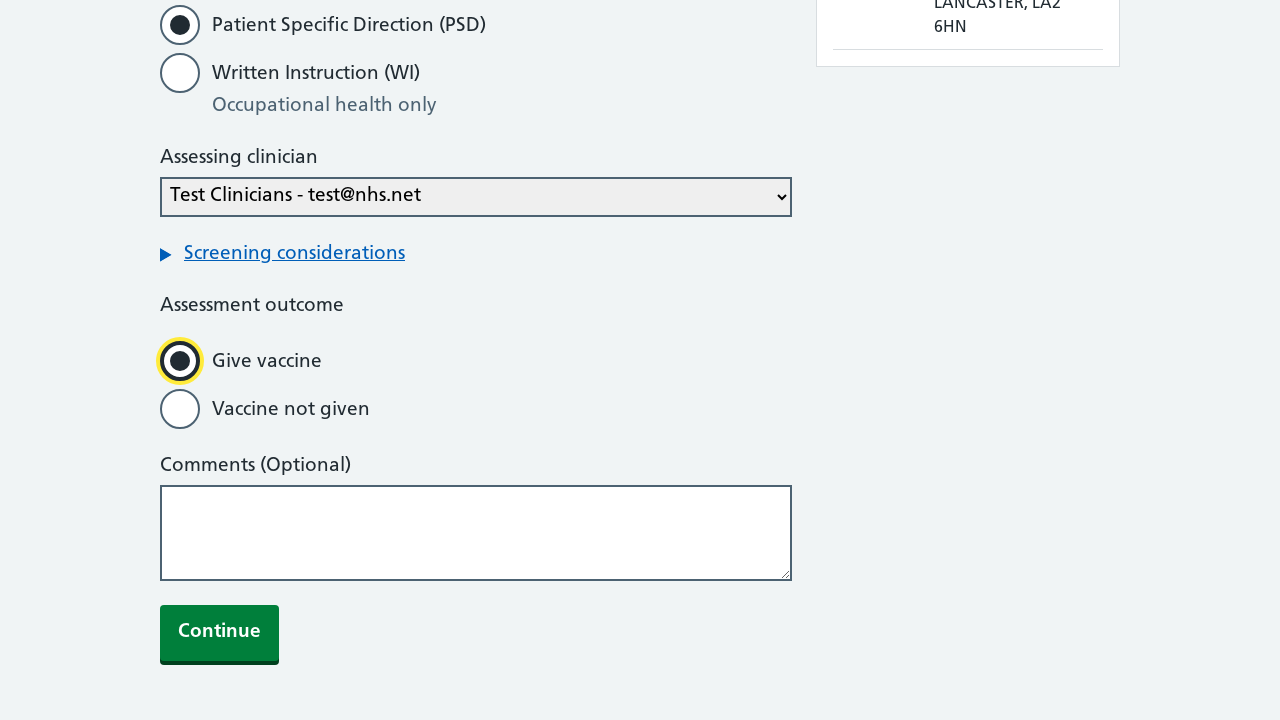 Patient Specific Direction (PSD)
Written Instruction (WI)
Occupational health only
Assessing clinician
Test Clinicians - test@nhs.net
Screening considerations
Assessment outcome
Give vaccine
Vaccine not given
Comments (Optional)
Continue
LANCASTER, LA2
6HN